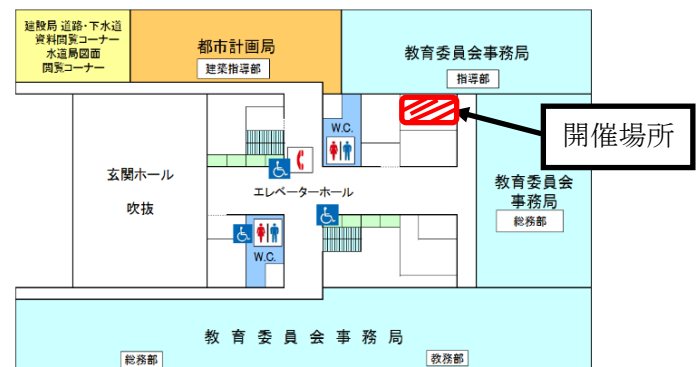 建設局 道路・下水道
資料閲覧コーナー
水道局図面
閲覧コーナー
都市計画局
建築指導部
教育委員会事務局
指導部
W.C.
開催場所
玄関ホール
吹抜
エレベーターホール
教育委員会
事務局
総務部
W.C.
教育委員会事務局
総務部
教務部